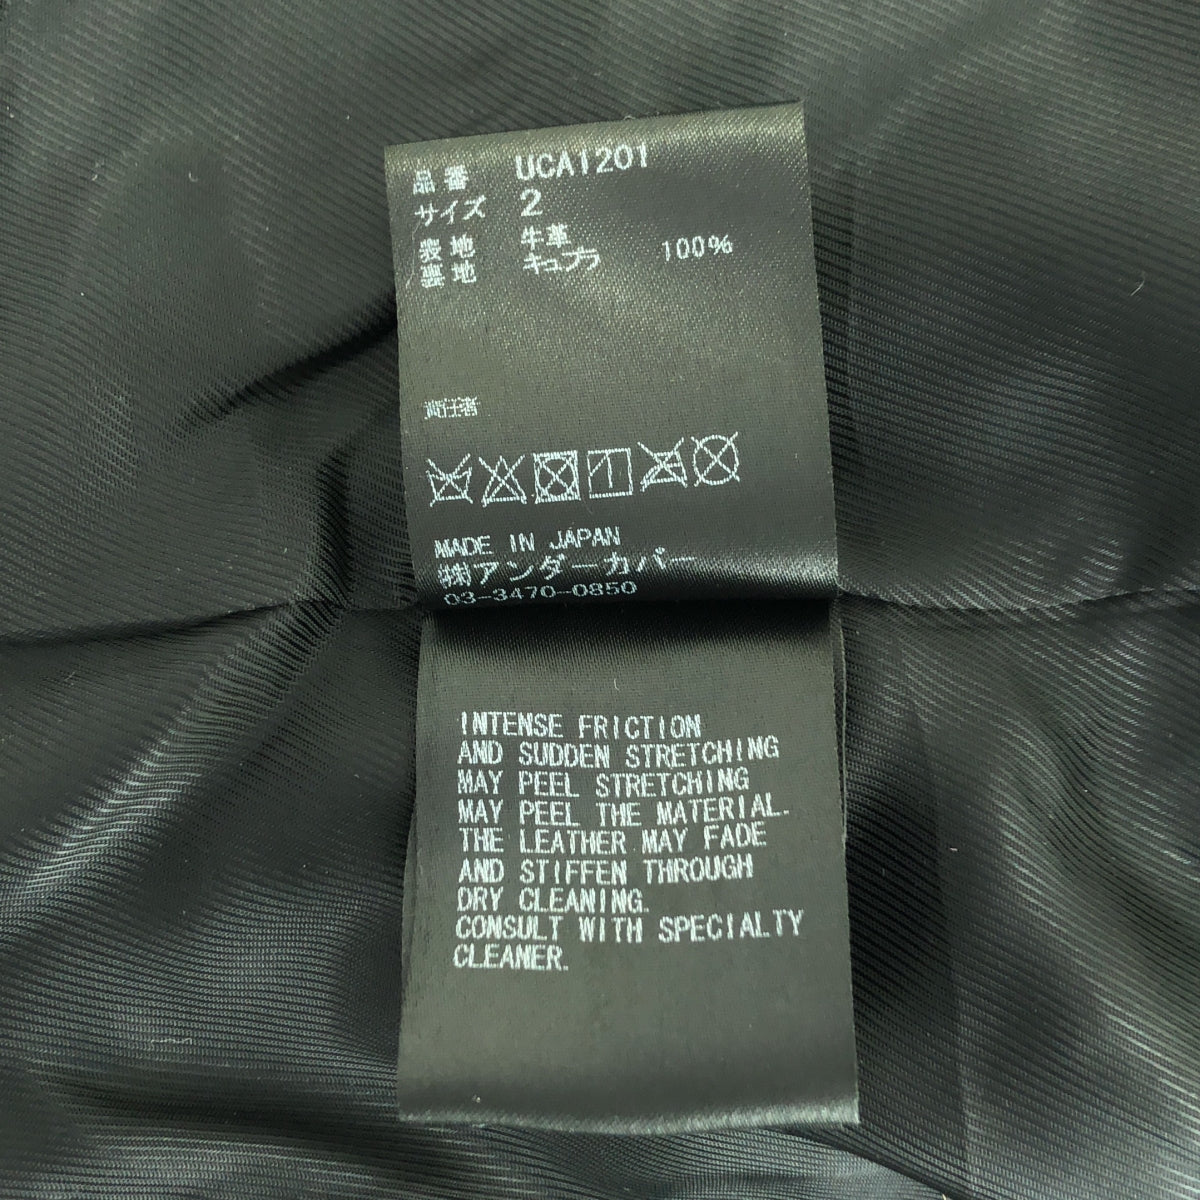 品番 UCA1201
サイズ 2
表地 牛革
裏地 キュプラ 100%
責任者
MADE IN JAPAN
㈱アンダーカバー
03-3470-0850
INTENSE FRICTION
AND SUDDEN STRETCHING
MAY PEEL STRETCHING
MAY PEEL THE MATERIAL.
THE LEATHER MAY FADE
AND STIFFEN THROUGH
DRY CLEANING.
CONSULT WITH SPECIALTY
CLEANER.